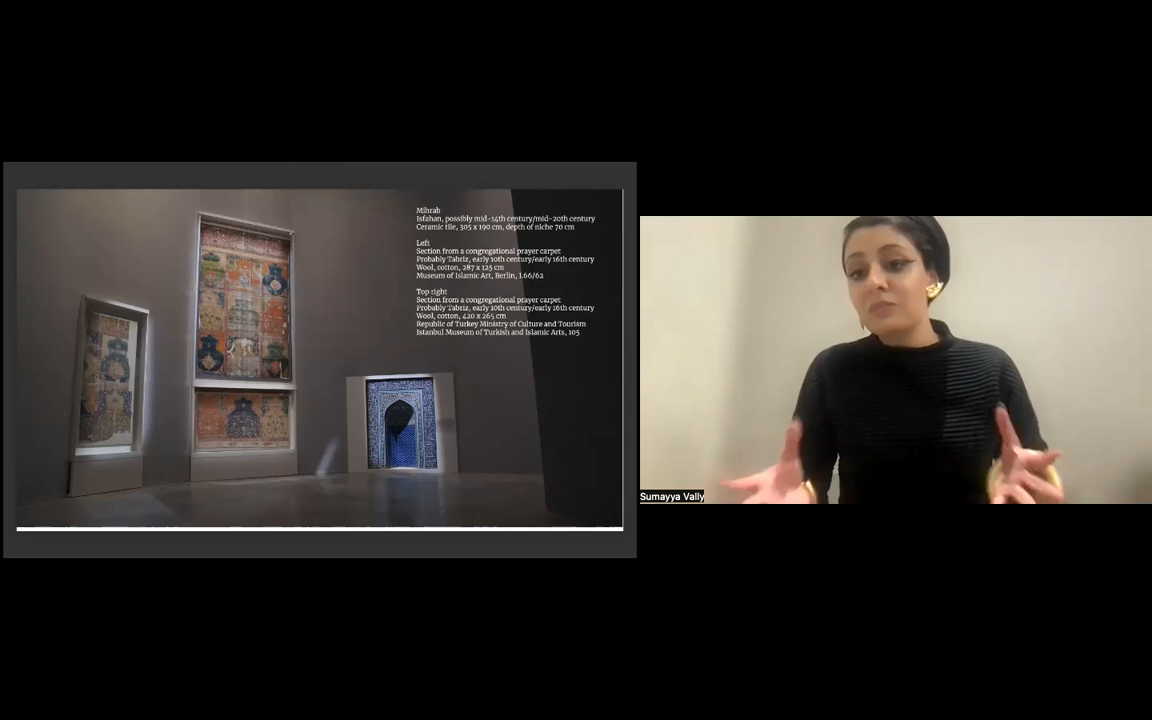 Mihrab
Isfahan, possibly mid-14th century/mid-20th century
Ceramic tile, 305 x 190 cm, depth of niche 70 cm
Left
Section from a congregational prayer carpet
Probably Tabriz, early 10th century/early 16th century
Wool, cotton, 287 x 125 cm
Museum of Islamic Art, Berlin, I.66/62
Top right
Section from a congregational prayer carpet
Probably Tabriz, early 10th century/early 16th century
Wool, cotton, 420 x 265 cm
Republic of Turkey Ministry of Culture and Tourism
Istanbul Museum of Turkish and Islamic Arts, 105
Sumayya Vally